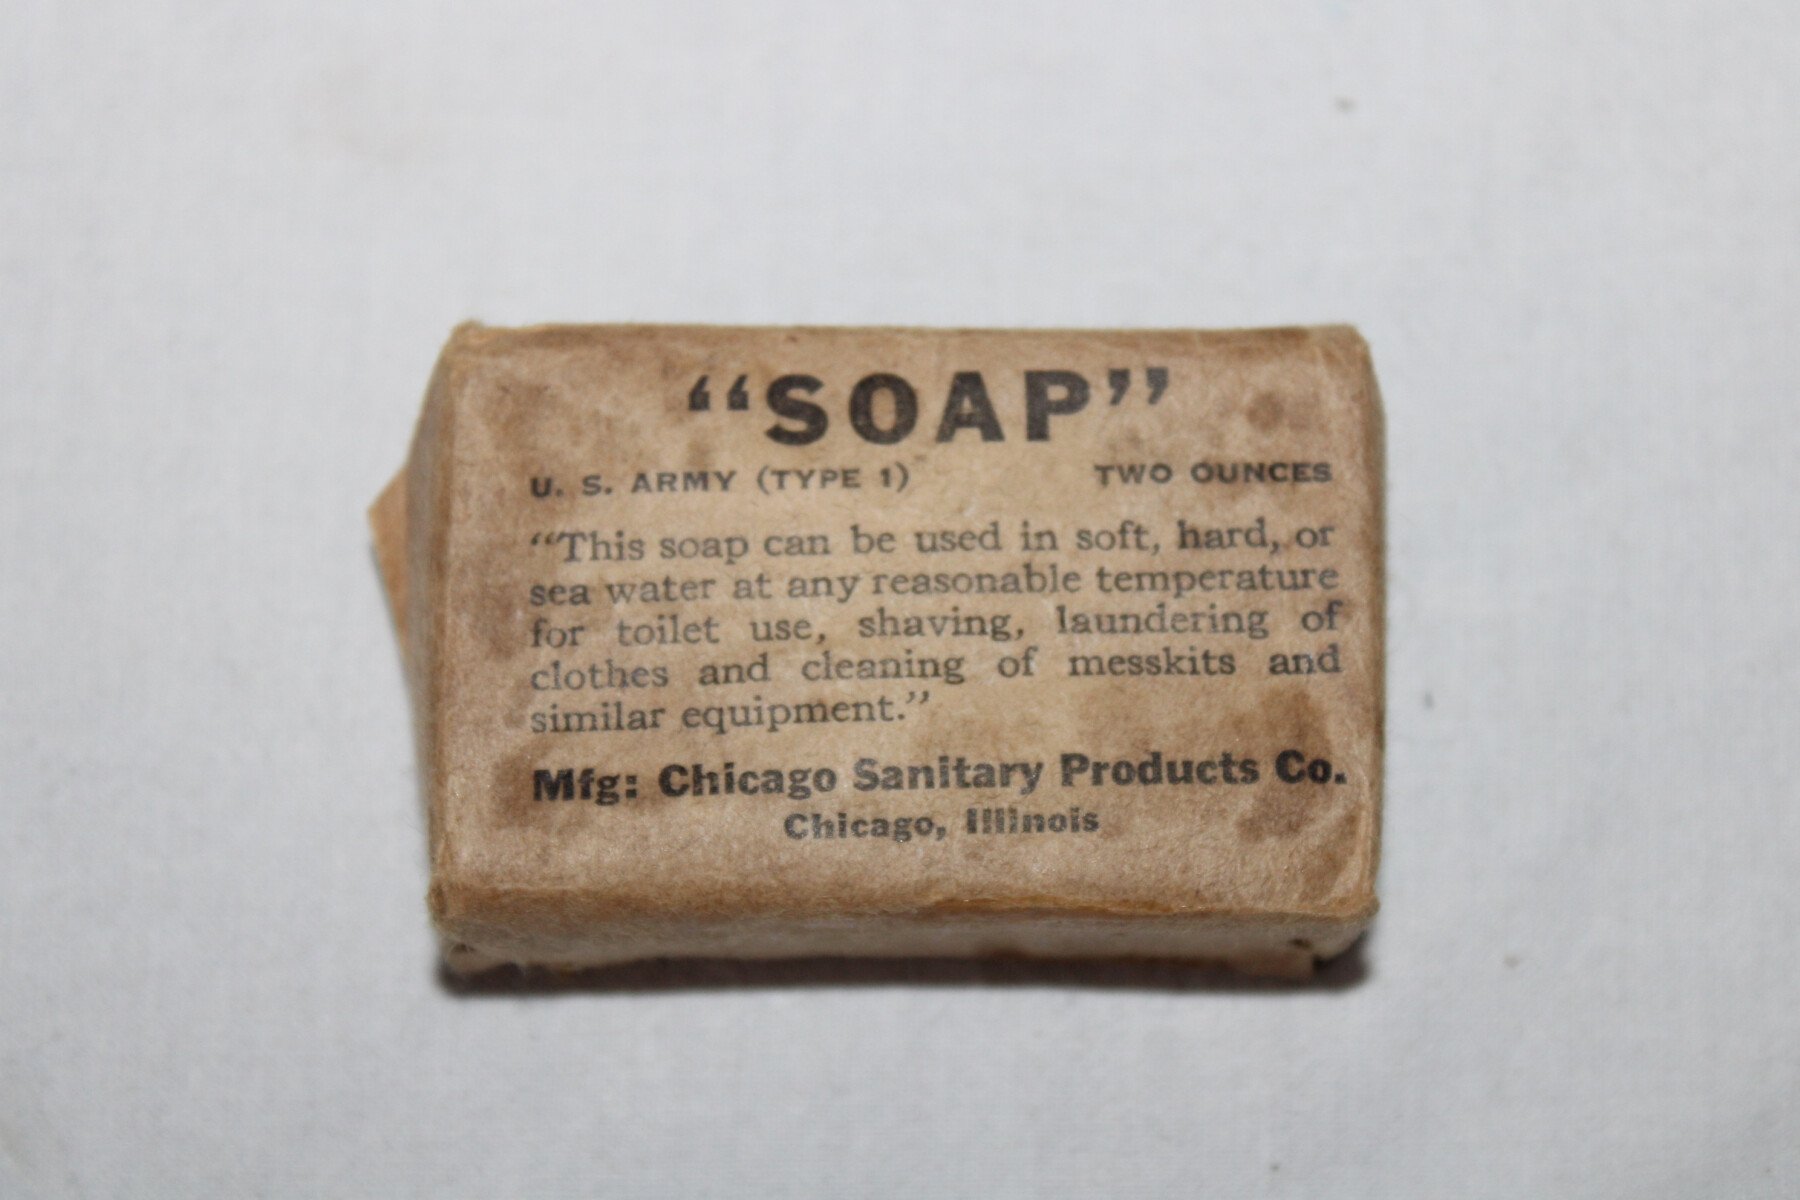 “SOAP”
U. S. ARMY (TYPE 1) TWO OUNCES
“This soap can be used in soft, hard, or
sea water at any reasonable temperature
for toilet use, shaving, laundering of
clothes and cleaning of messkits and
similar equipment.”
Mfg: Chicago Sanitary Products Co.
Chicago, Illinois